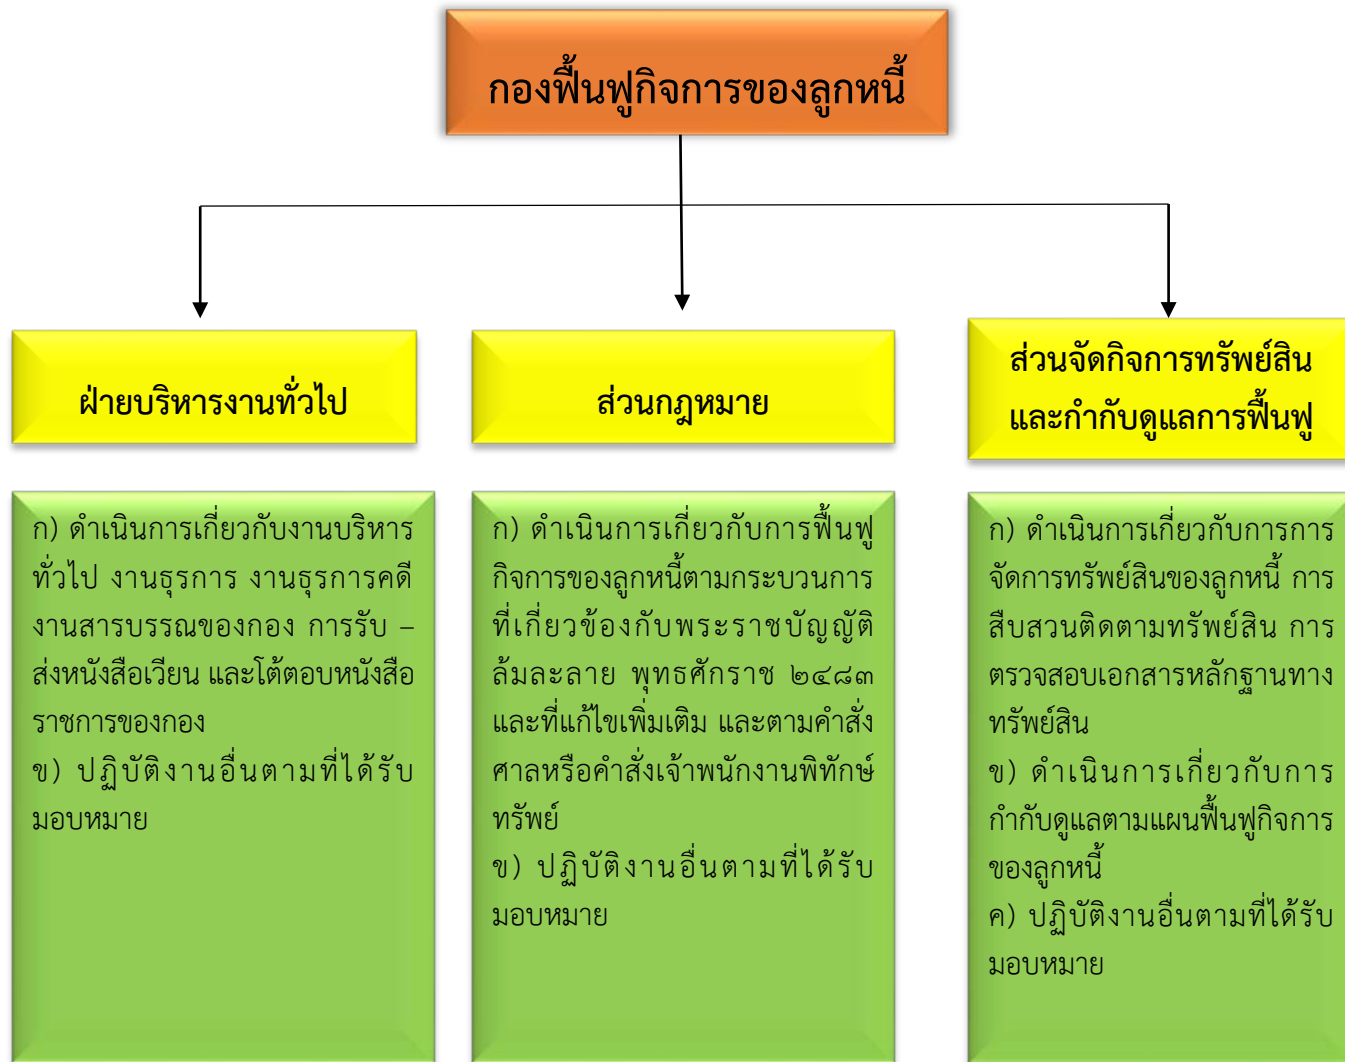 กองฟื้นฟูกิจการของลูกหนี้
ฝ่ายบริหารงานทั่วไป
ส่วนกฎหมาย
ส่วนจัดกิจการทรัพย์สิน
และกำกับดูแลการฟื้นฟู
ก) ดำเนินการเกี่ยวกับงานบริหาร
ทั่วไป งานธุรการ งานธุรการคดี
งานสารบรรณของกอง การรับ –
ส่งหนังสือเวียน และโต้ตอบหนังสือ
ราชการของกอง
ข) ปฏิบัติงานอื่นตามที่ได้รับ
มอบหมาย
ก) ดำเนินการเกี่ยวกับการฟื้นฟู
กิจการของลูกหนี้ตามกระบวนการ
ที่เกี่ยวข้องกับพระราชบัญญัติ
ล้มละลาย พุทธศักราช ๒๔๘๓
และที่แก้ไขเพิ่มเติม และตามคำสั่ง
ศาลหรือคำสั่งเจ้าพนักงานพิทักษ์
ทรัพย์
ข) ปฏิบัติงานอื่นตามที่ได้รับ
มอบหมาย
ก) ดำเนินการเกี่ยวกับการการ
จัดการทรัพย์สินของลูกหนี้ การ
สืบสวนติดตามทรัพย์สิน การ
ตรวจสอบเอกสารหลักฐานทาง
ทรัพย์สิน
ข) ดำเนินการเกี่ยวกับการ
กำกับดูแลตามแผนฟื้นฟูกิจการ
ของลูกหนี้
ค) ปฏิบัติงานอื่นตามที่ได้รับ
มอบหมาย